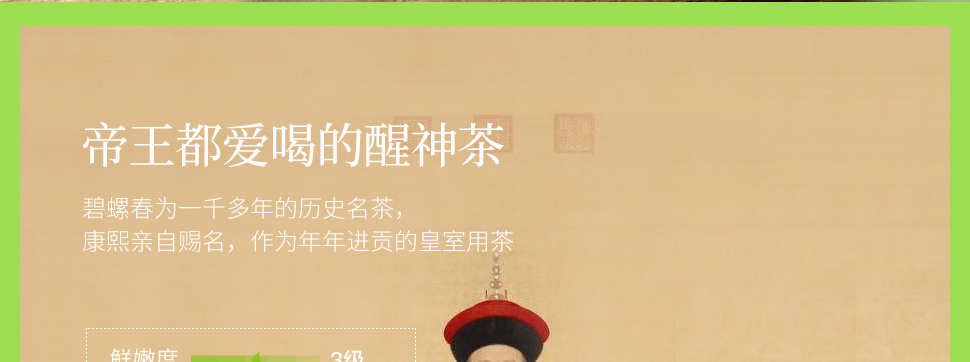 帝王都爱喝的醒神茶
碧螺春为一千多年的历史名茶，
康熙亲自赐名，作为年年进贡的皇室用茶
鲜嫩度 3级